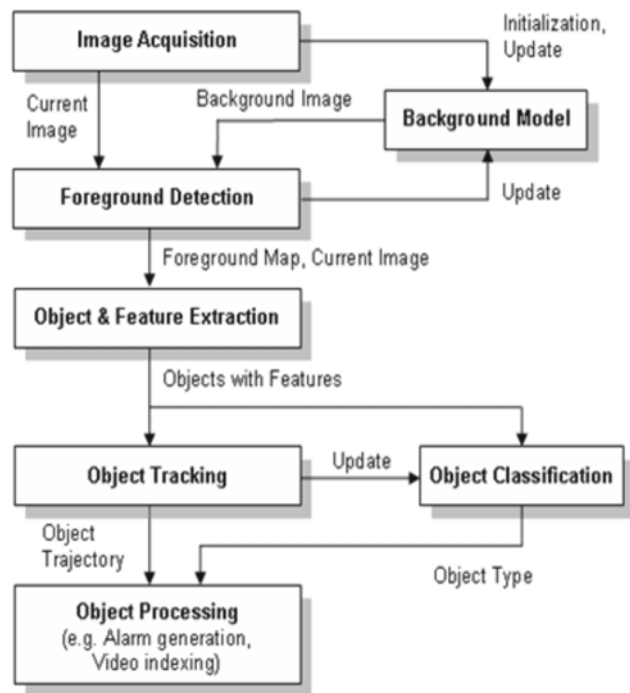 Image Acquisition
Initialization,
Update
Current
Image
Background Image
Background Model
Foreground Detection
Update
Foreground Map, Current Image
Object & Feature Extraction
Objects with Features
Object Tracking
Update
Object Classification
Object
Trajectory
Object Type
Object Processing
(e.g. Alarm generation,
Video indexing)